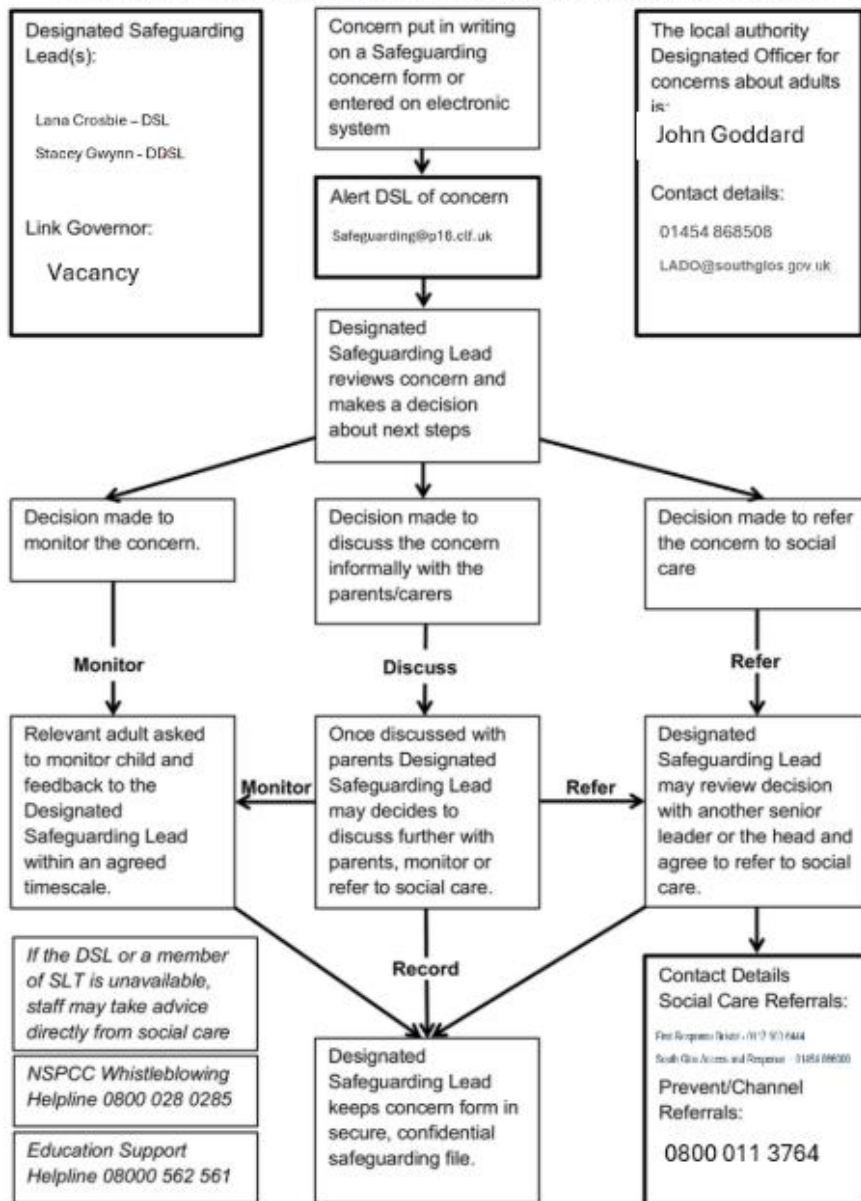 Designated Safeguarding
Lead(s):
Lana Crosbie – DSL
Stacey Gwynn - DDSL
Link Governor:
Vacancy
Concern put in writing
on a Safeguarding
concern form or
entered on electronic
system
The local authority
Designated Officer for
concerns about adults
is:
John Goddard
Contact details:
01454 868508
LADO@southglos.gov.uk
Alert DSL of concern
Safeguarding@p16.clf.uk
Designated
Safeguarding Lead
reviews concern and
makes a decision
about next steps
Decision made to
monitor the concern.
Decision made to
discuss the concern
informally with the
parents/carers
Decision made to refer
the concern to social
care
Monitor
Discuss
Refer
Relevant adult asked
to monitor child and
feedback to the
Designated
Safeguarding Lead
within an agreed
timescale.
Monitor
Once discussed with
parents Designated
Safeguarding Lead
may decides to
discuss further with
parents, monitor or
refer to social care.
Refer
Designated
Safeguarding Lead
may review decision
with another senior
leader or the head and
agree to refer to social
care.
Record
If the DSL or a member
of SLT is unavailable,
staff may take advice
directly from social care
NSPCC Whistleblowing
Helpline 0800 028 0285
Education Support
Helpline 08000 562 561
Designated
Safeguarding Lead
keeps concern form in
secure, confidential
safeguarding file.
Contact Details
Social Care Referrals:
First Response Bristol -
South Glos Access and Response -
Prevent/Channel
Referrals:
0800 011 3764